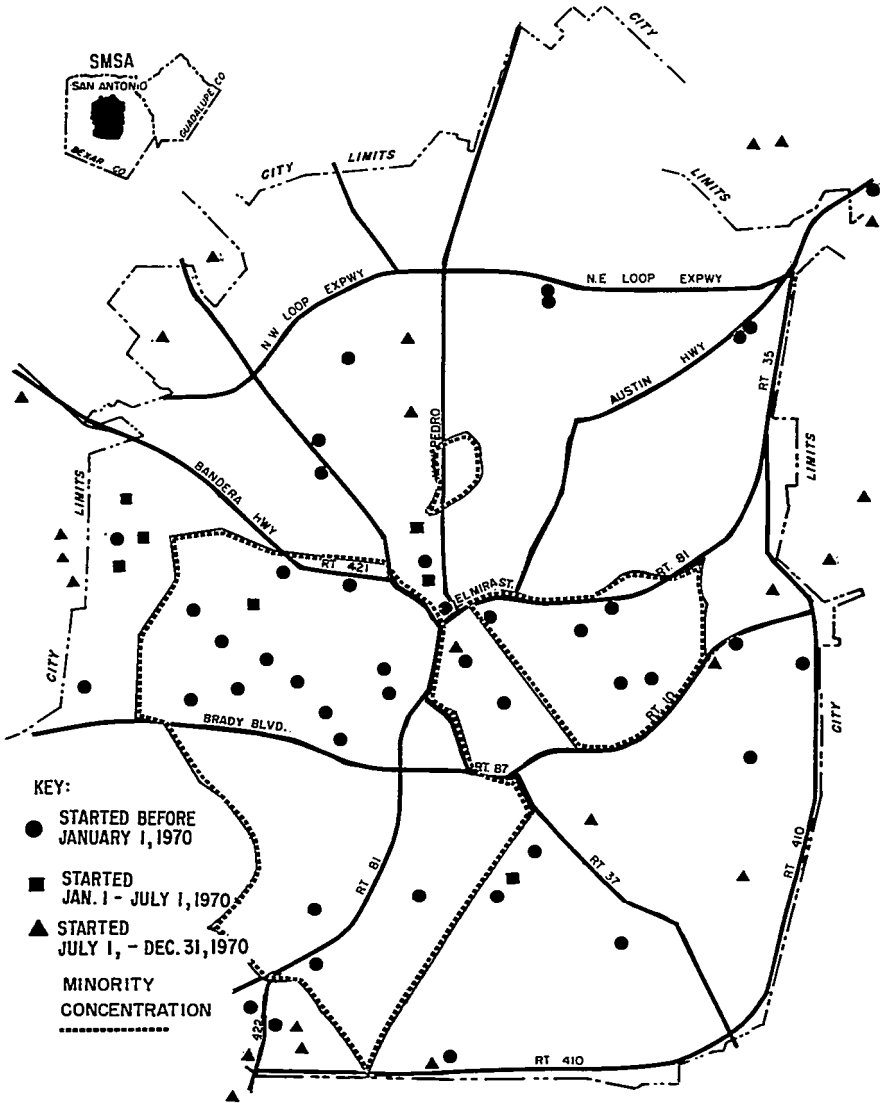 SMSA
SAN ANTONIO
GUADALUPE CO
BEXAR CO
CITY
CITY LIMITS
LIMITS
N.W LOOP EXPWY
N.E LOOP EXPWY
AUSTIN HWY
RT 35
PEDRO
LIMITS
LIMITS
BANDERA HWY
RT 421
RT. 81
ELMIRA ST.
CITY
RT. 10
BRADY BLVD.
RT. 87
CITY
KEY:
STARTED BEFORE
JANUARY 1, 1970
STARTED
JAN. 1 - JULY 1, 1970
STARTED
JULY 1, - DEC. 31, 1970
MINORITY
CONCENTRATION
RT 81
RT 37
RT 410
422
RT 410